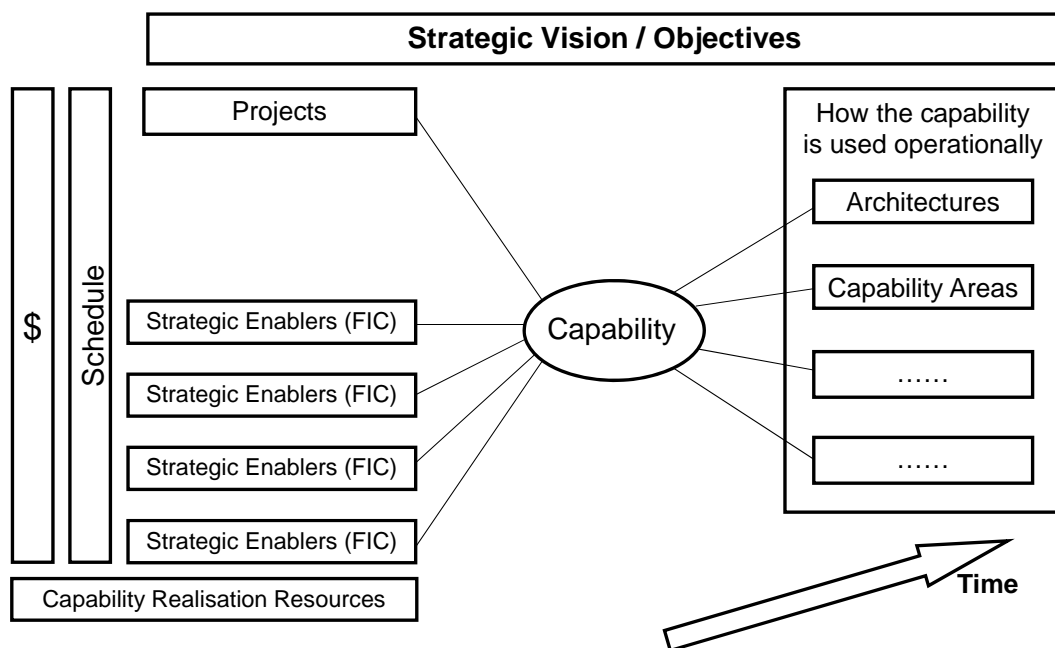 Strategic Vision / Objectives
$
Schedule
Projects
Strategic Enablers (FIC)
Strategic Enablers (FIC)
Strategic Enablers (FIC)
Strategic Enablers (FIC)
Capability Realisation Resources
Capability
How the capability
is used operationally
Architectures
Capability Areas
……
……
Time